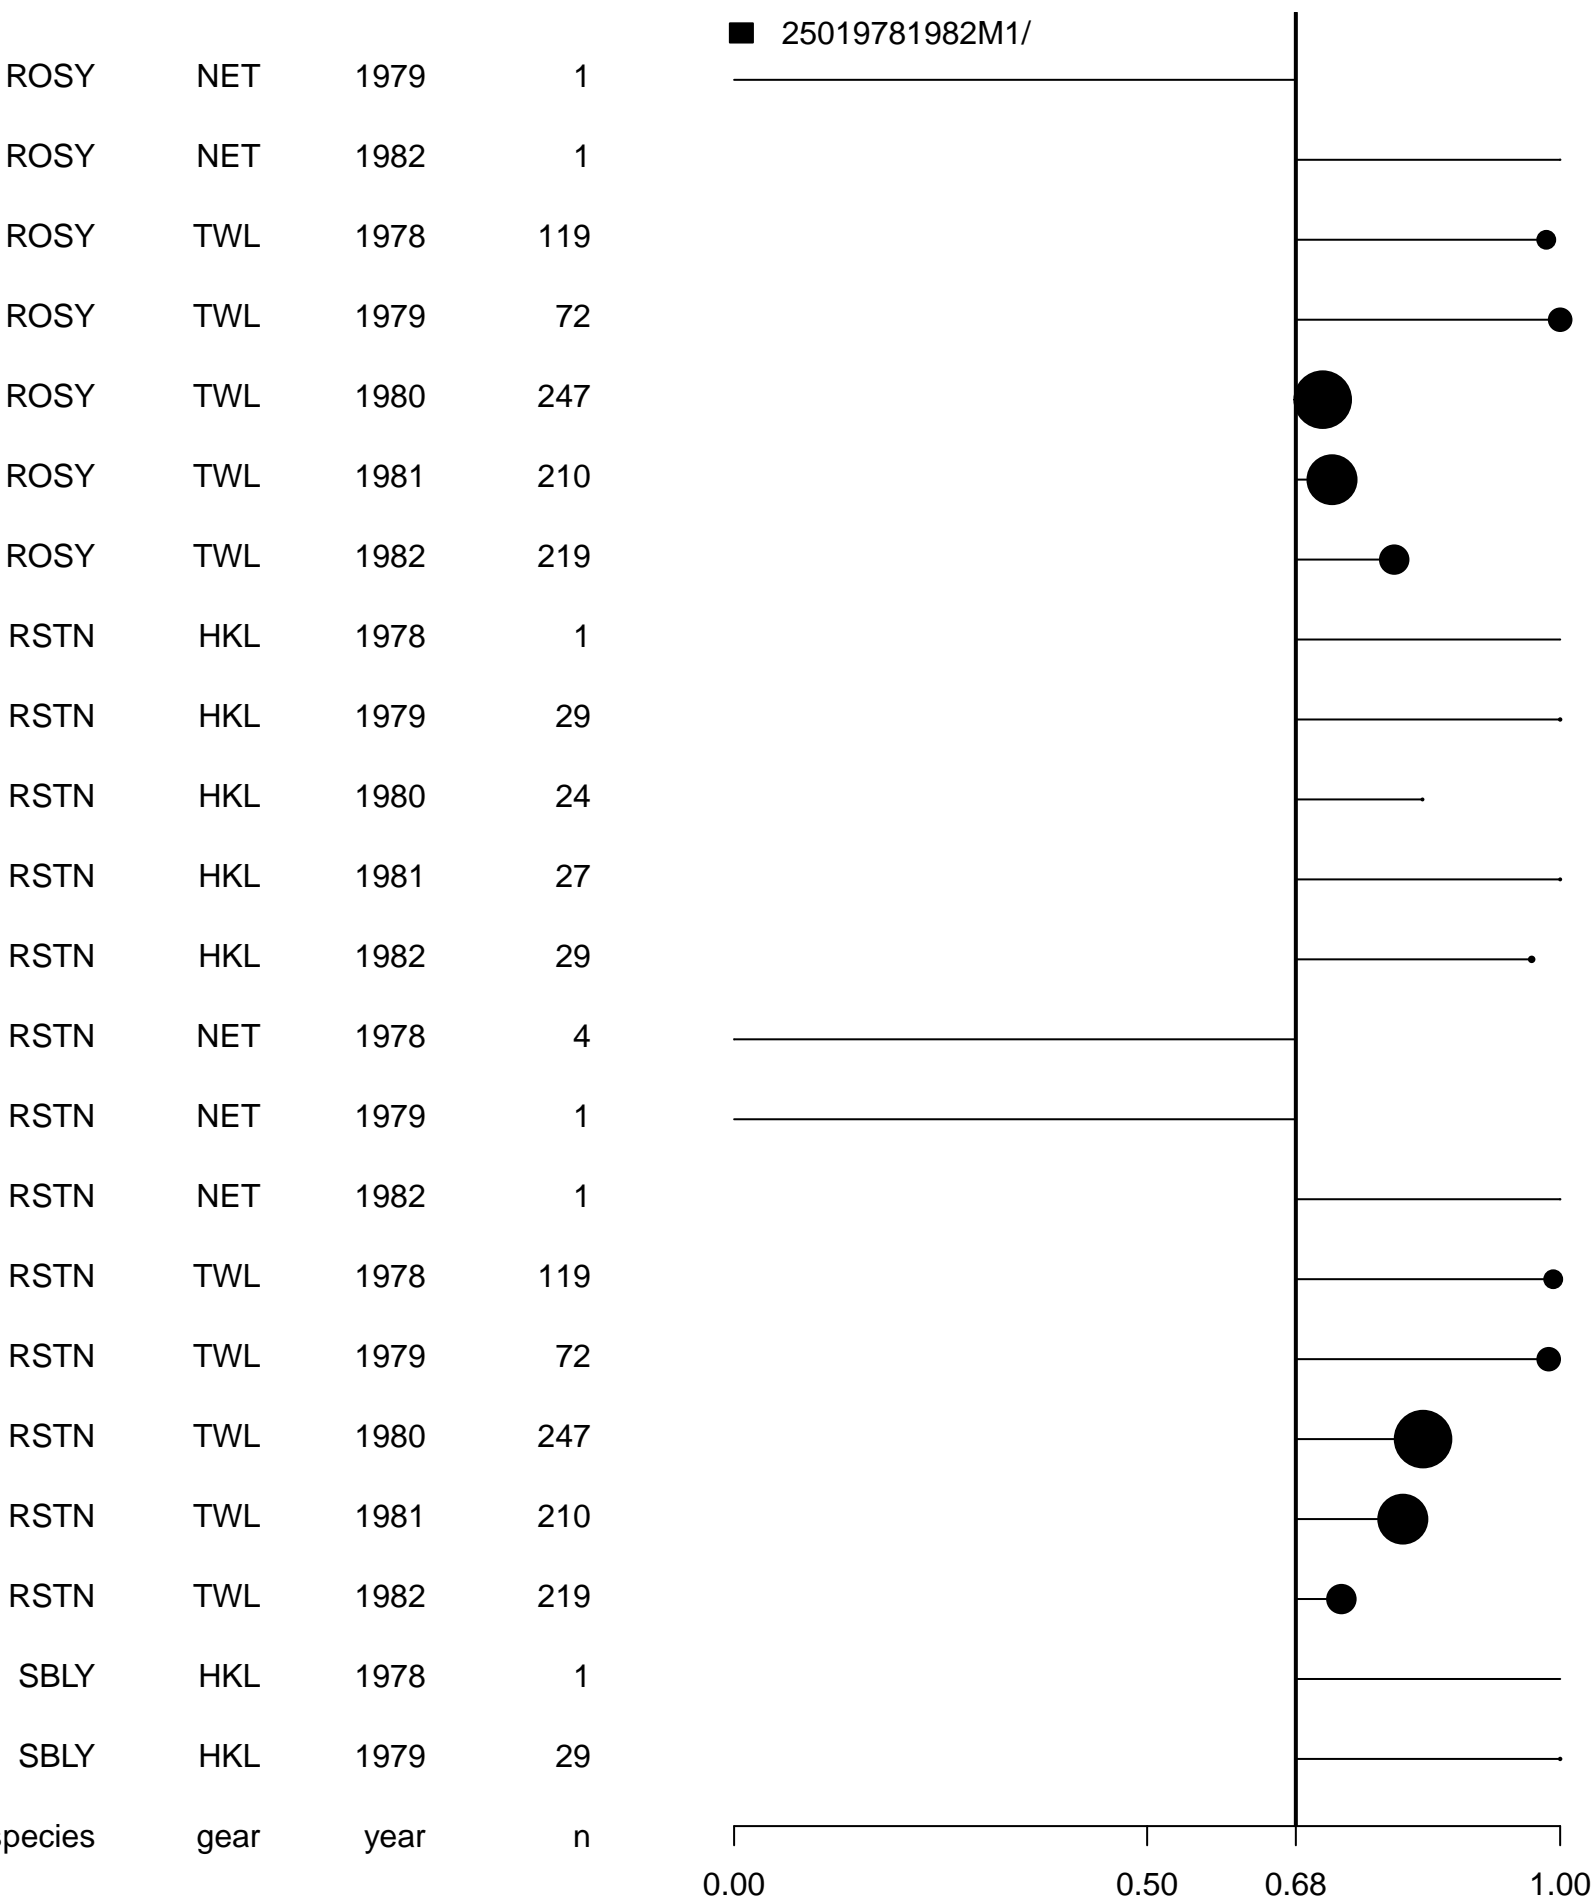 25019781982M1/
ROSY NET 1979 1
ROSY NET 1982 1
ROSY TWL 1978 119
ROSY TWL 1979 72
ROSY TWL 1980 247
ROSY TWL 1981 210
ROSY TWL 1982 219
RSTN HKL 1978 1
RSTN HKL 1979 29
RSTN HKL 1980 24
RSTN HKL 1981 27
RSTN HKL 1982 29
RSTN NET 1978 4
RSTN NET 1979 1
RSTN NET 1982 1
RSTN TWL 1978 119
RSTN TWL 1979 72
RSTN TWL 1980 247
RSTN TWL 1981 210
RSTN TWL 1982 219
SBLY HKL 1978 1
SBLY HKL 1979 29
pecies gear year n
0.00 0.50 0.68 1.00